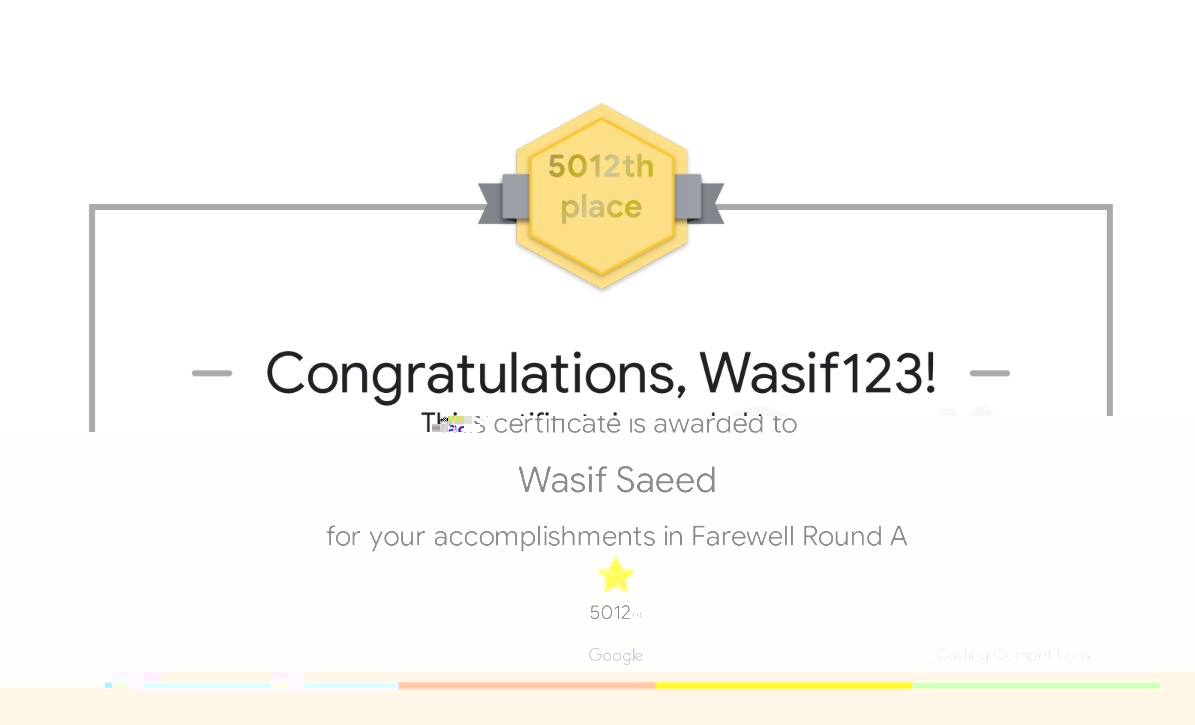 5012th
place
Congratulations, Wasif123!
This certificate is awarded to
Wasif Saeed
for your accomplishments in Farewell Round A
5012
Google
Coding Competitions